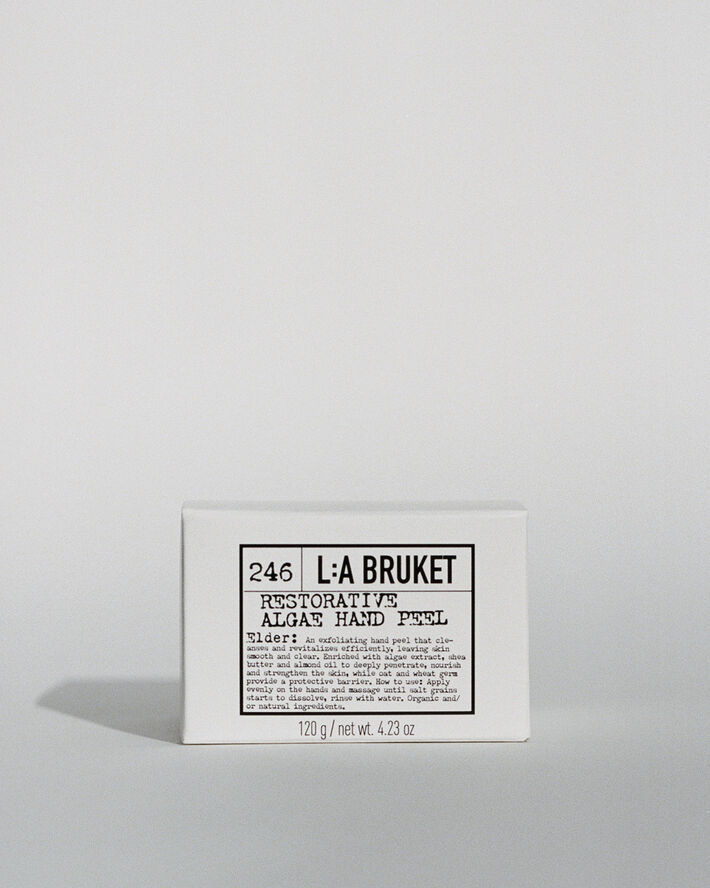 246 L:A BRUKET
RESTORATIVE
ALGAE HAND PEEL
Elder: An exfoliating hand peel that cle-
anses and revitalizes efficiently, leaving skin
smooth and clear. Enriched with algae extract, shea
butter and almond oil to deeply penetrate, nourish
and strengthen the skin, while oat and wheat germ
provide a protective barrier. How to use: Apply
evenly on the hands and massage until salt grains
starts to dissolve, rinse with water. Organic and/
or natural ingredients.
120 g / net wt. 4.23 oz